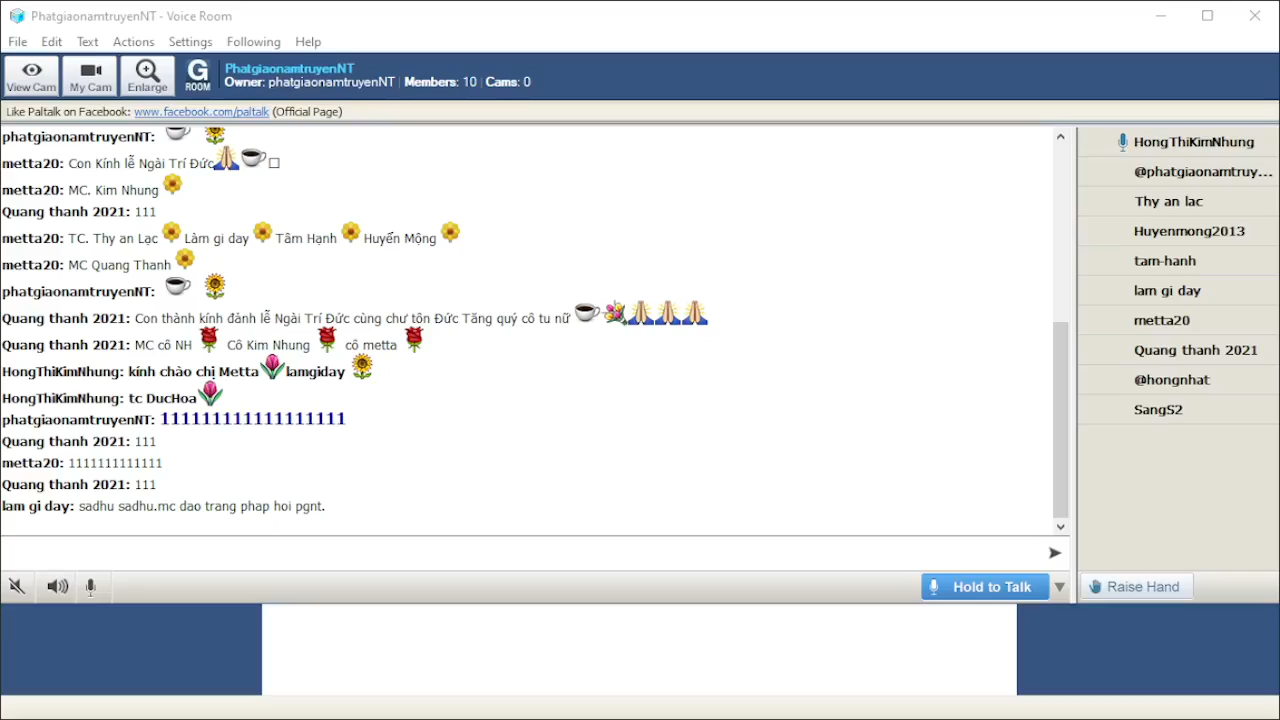 PhatgiaonamtruyenNT - Voice Room
File Edit Text Actions Settings Following Help
View Cam My Cam Enlarge G ROOM
PhatgiaonamtruyenNT
Owner: phatgiaonamtruyenNT | Members: 10 | Cams: 0
Like Paltalk on Facebook: www.facebook.com/paltalk (Official Page)
phatgiaonamtruyenNT:
metta20: Con Kính lễ Ngài Trí Đức
metta20: MC. Kim Nhung
Quang thanh 2021: 111
metta20: TC. Thy an Lạc Làm gi day Tâm Hạnh Huyển Mộng
metta20: MC Quang Thanh
phatgiaonamtruyenNT:
Quang thanh 2021: Con thành kính đánh lễ Ngài Trí Đức cùng chư tôn Đức Tăng quý cô tu nữ
Quang thanh 2021: MC cô NH Cô Kim Nhung cô metta
HongThiKimNhung: kính chào chị Metta lamgiday
HongThiKimNhung: tc DucHoa
phatgiaonamtruyenNT: 111111111111111111
Quang thanh 2021: 111
metta20: 1111111111111
Quang thanh 2021: 111
lam gi day: sadhu sadhu.mc dao trang phap hoi pgnt.
HongThiKimNhung
@phatgiaonamtruy...
Thy an lac
Huyenmong2013
tam-hanh
lam gi day
metta20
Quang thanh 2021
@hongnhat
SangS2
Hold to Talk
Raise Hand